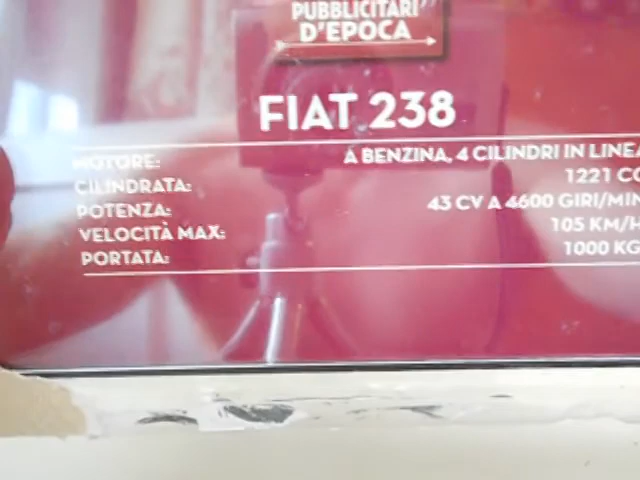 PUBBLICITARI
D'EPOCA
FIAT 238
MOTORE: A BENZINA, 4 CILINDRI IN LINEA
CILINDRATA: 1221 CC
POTENZA: 43 CV A 4600 GIRI/MIN
VELOCITÀ MAX: 105 KM/H
PORTATA: 1000 KG